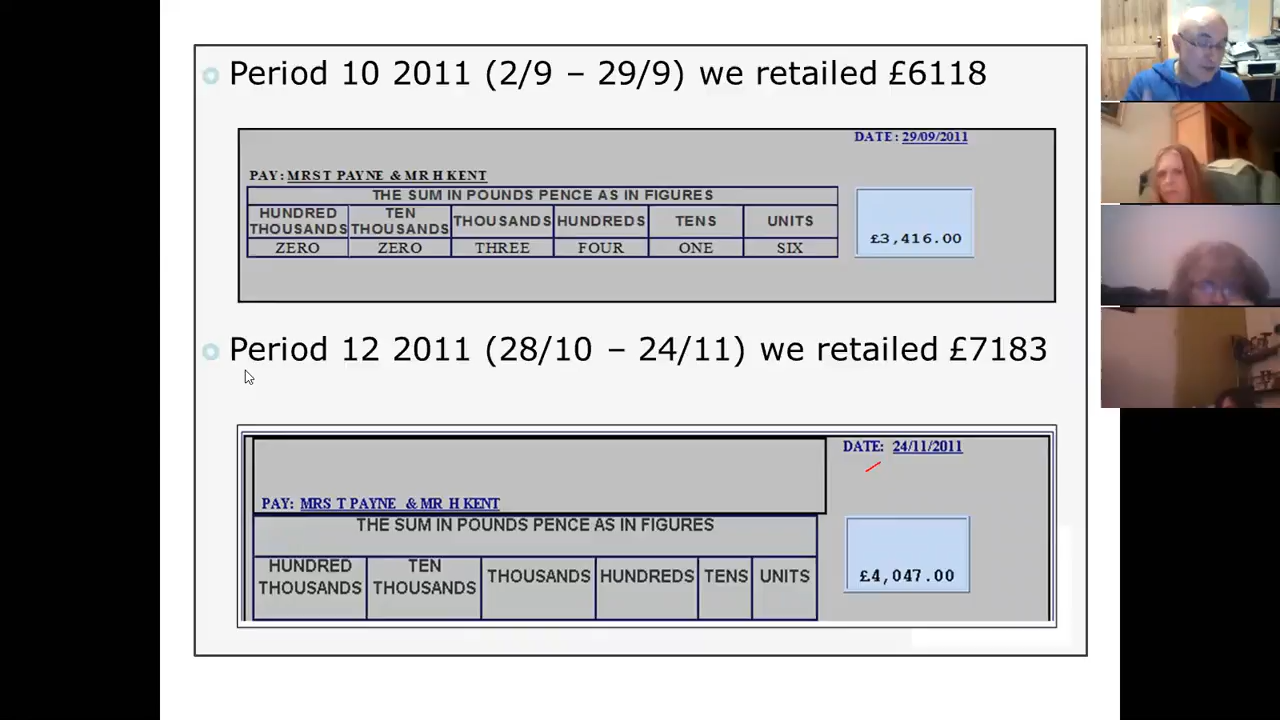 Period 10 2011 (2/9 – 29/9) we retailed £6118
DATE: 29/09/2011
PAY: MRS T PAYNE & MR H KENT
THE SUM IN POUNDS PENCE AS IN FIGURES
HUNDRED THOUSANDS TEN THOUSANDS THOUSANDS HUNDREDS TENS UNITS
ZERO ZERO THREE FOUR ONE SIX
£3,416.00
Period 12 2011 (28/10 – 24/11) we retailed £7183
DATE: 24/11/2011
PAY: MRS T PAYNE & MR H KENT
THE SUM IN POUNDS PENCE AS IN FIGURES
HUNDRED THOUSANDS TEN THOUSANDS THOUSANDS HUNDREDS TENS UNITS
£4,047.00